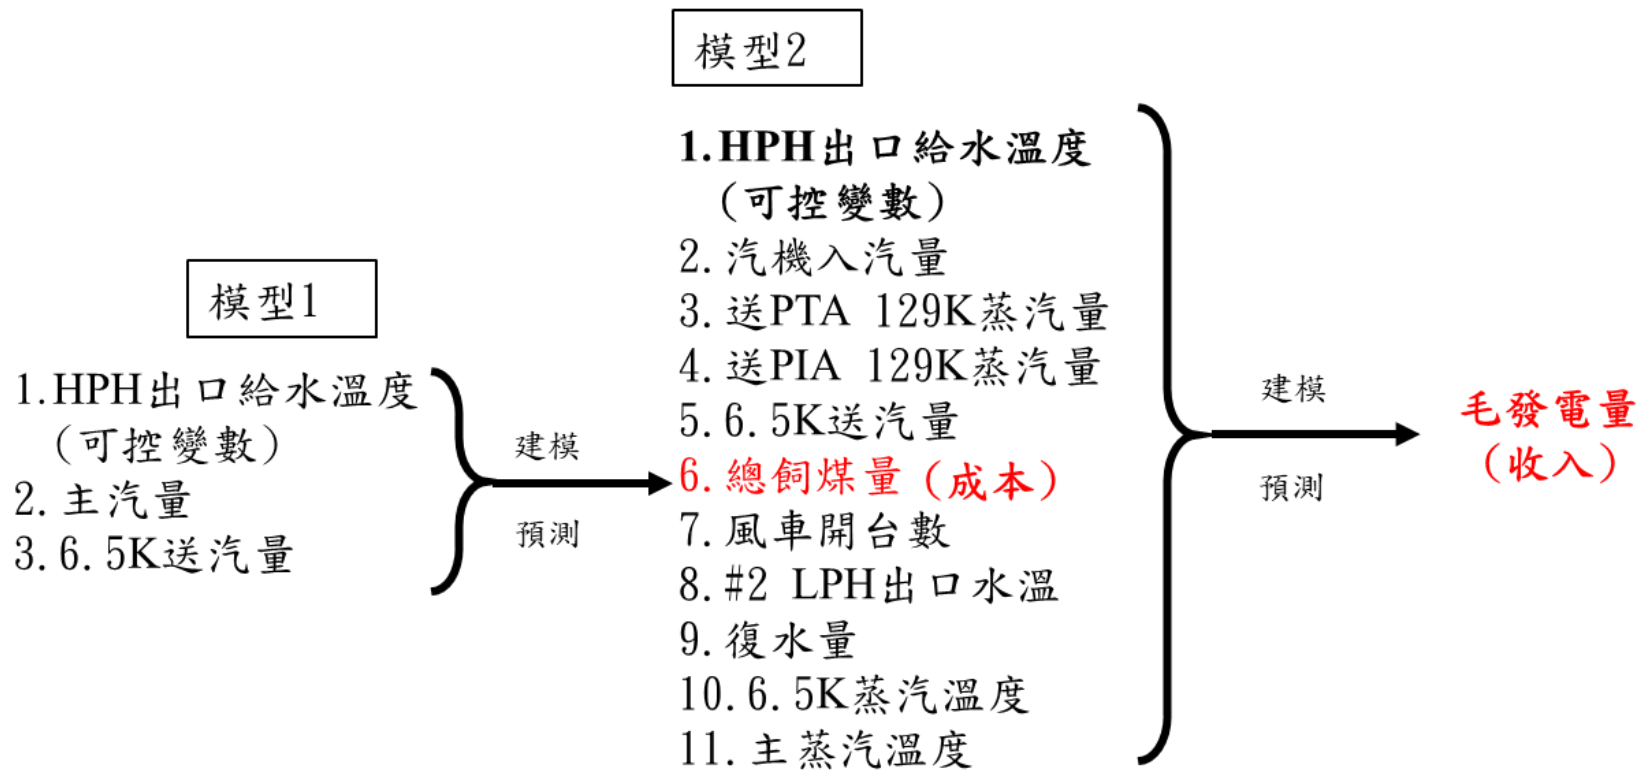 模型1
1.HPH出口給水溫度
(可控變數)
2.主汽量
3.6.5K送汽量
建模
預測
模型2
1.HPH出口給水溫度
(可控變數)
2.汽機入汽量
3.送PTA 129K蒸汽量
4.送PIA 129K蒸汽量
5.6.5K送汽量
6.總飼煤量(成本)
7.風車開台數
8.#2 LPH出口水溫
9.復水量
10.6.5K蒸汽溫度
11.主蒸汽溫度
建模
預測
毛發電量
(收入)